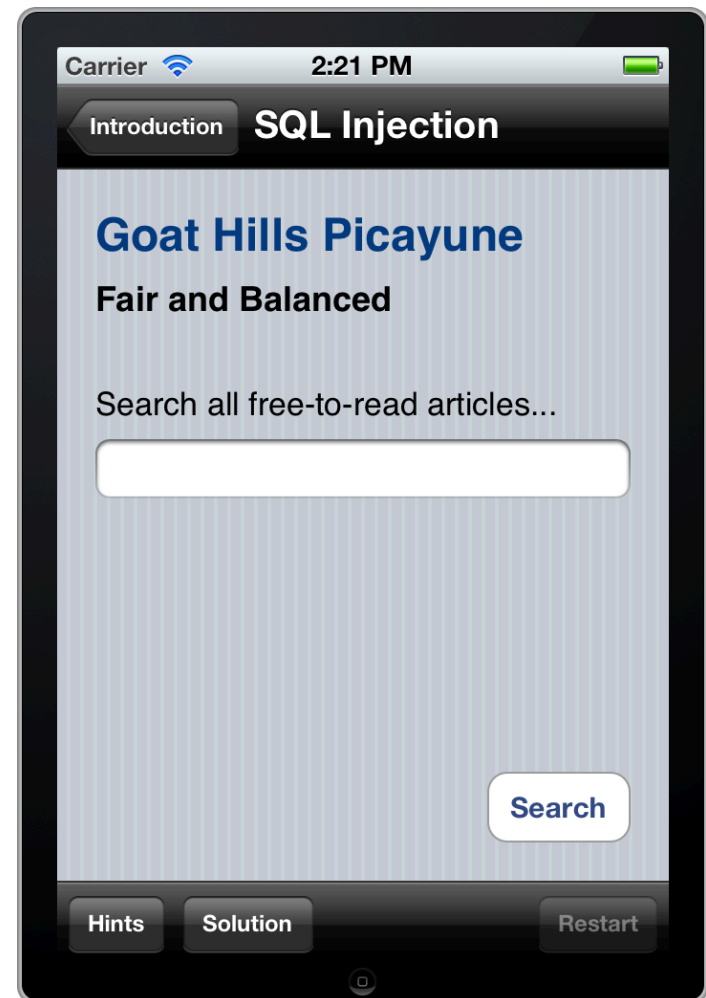 Carrier 2:21 PM
Introduction SQL Injection
Goat Hills Picayune
Fair and Balanced
Search all free-to-read articles...
Search
Hints Solution Restart